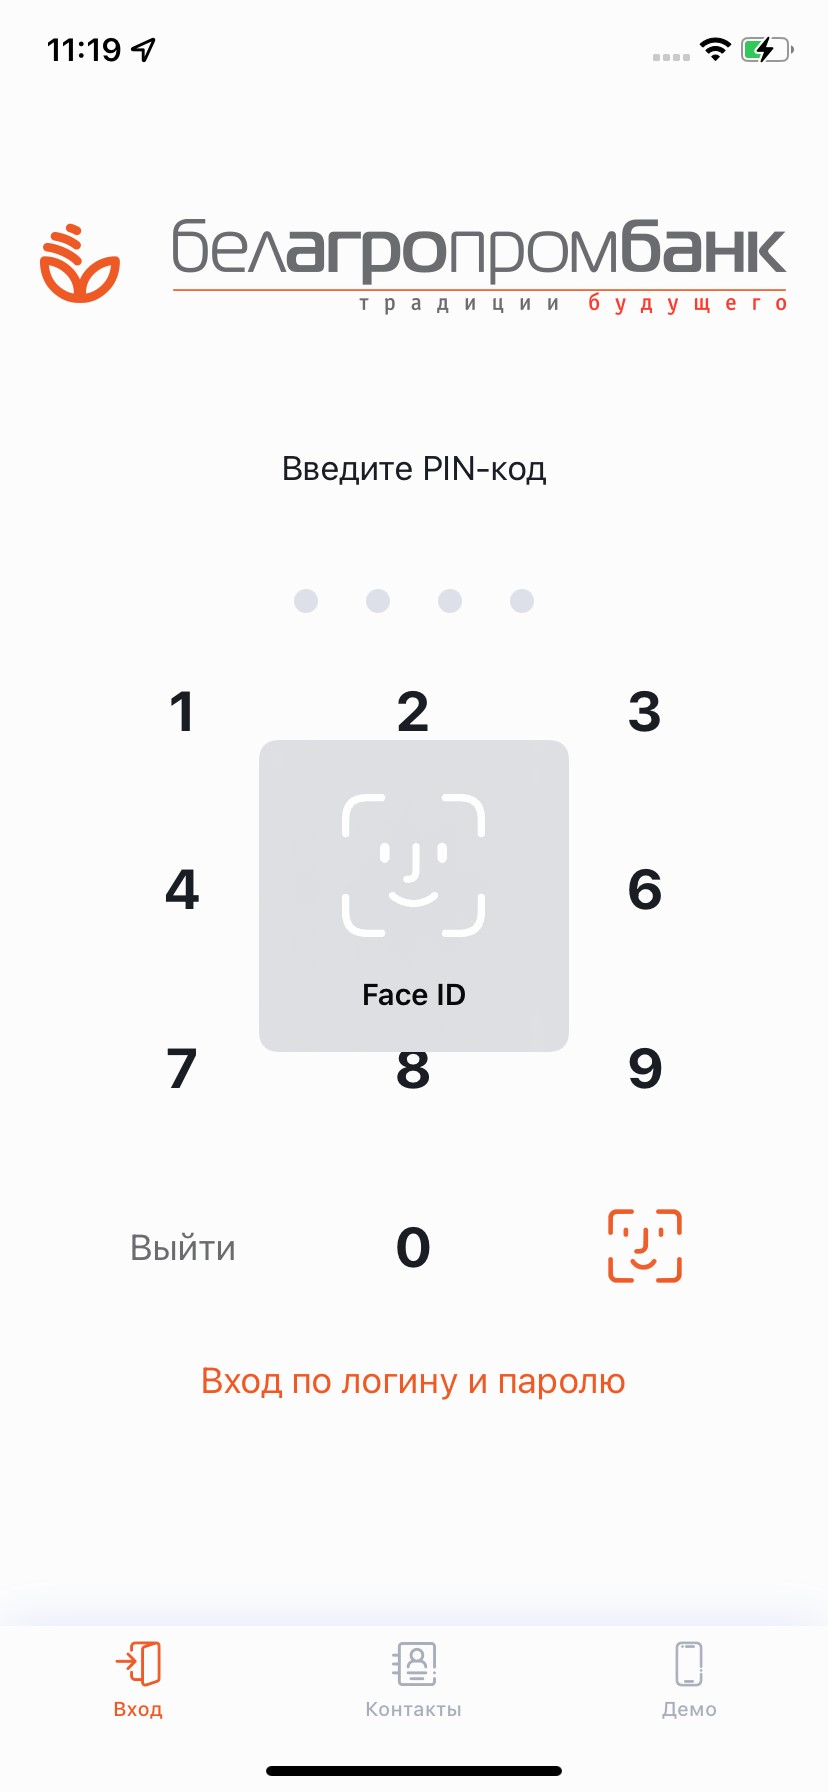 11:19
белагропромбанк
традиции будущего
Введите PIN-код
1 2 3
4 6
Face ID
7 8 9
Выйти 0
Вход по логину и паролю
Вход Контакты Демо